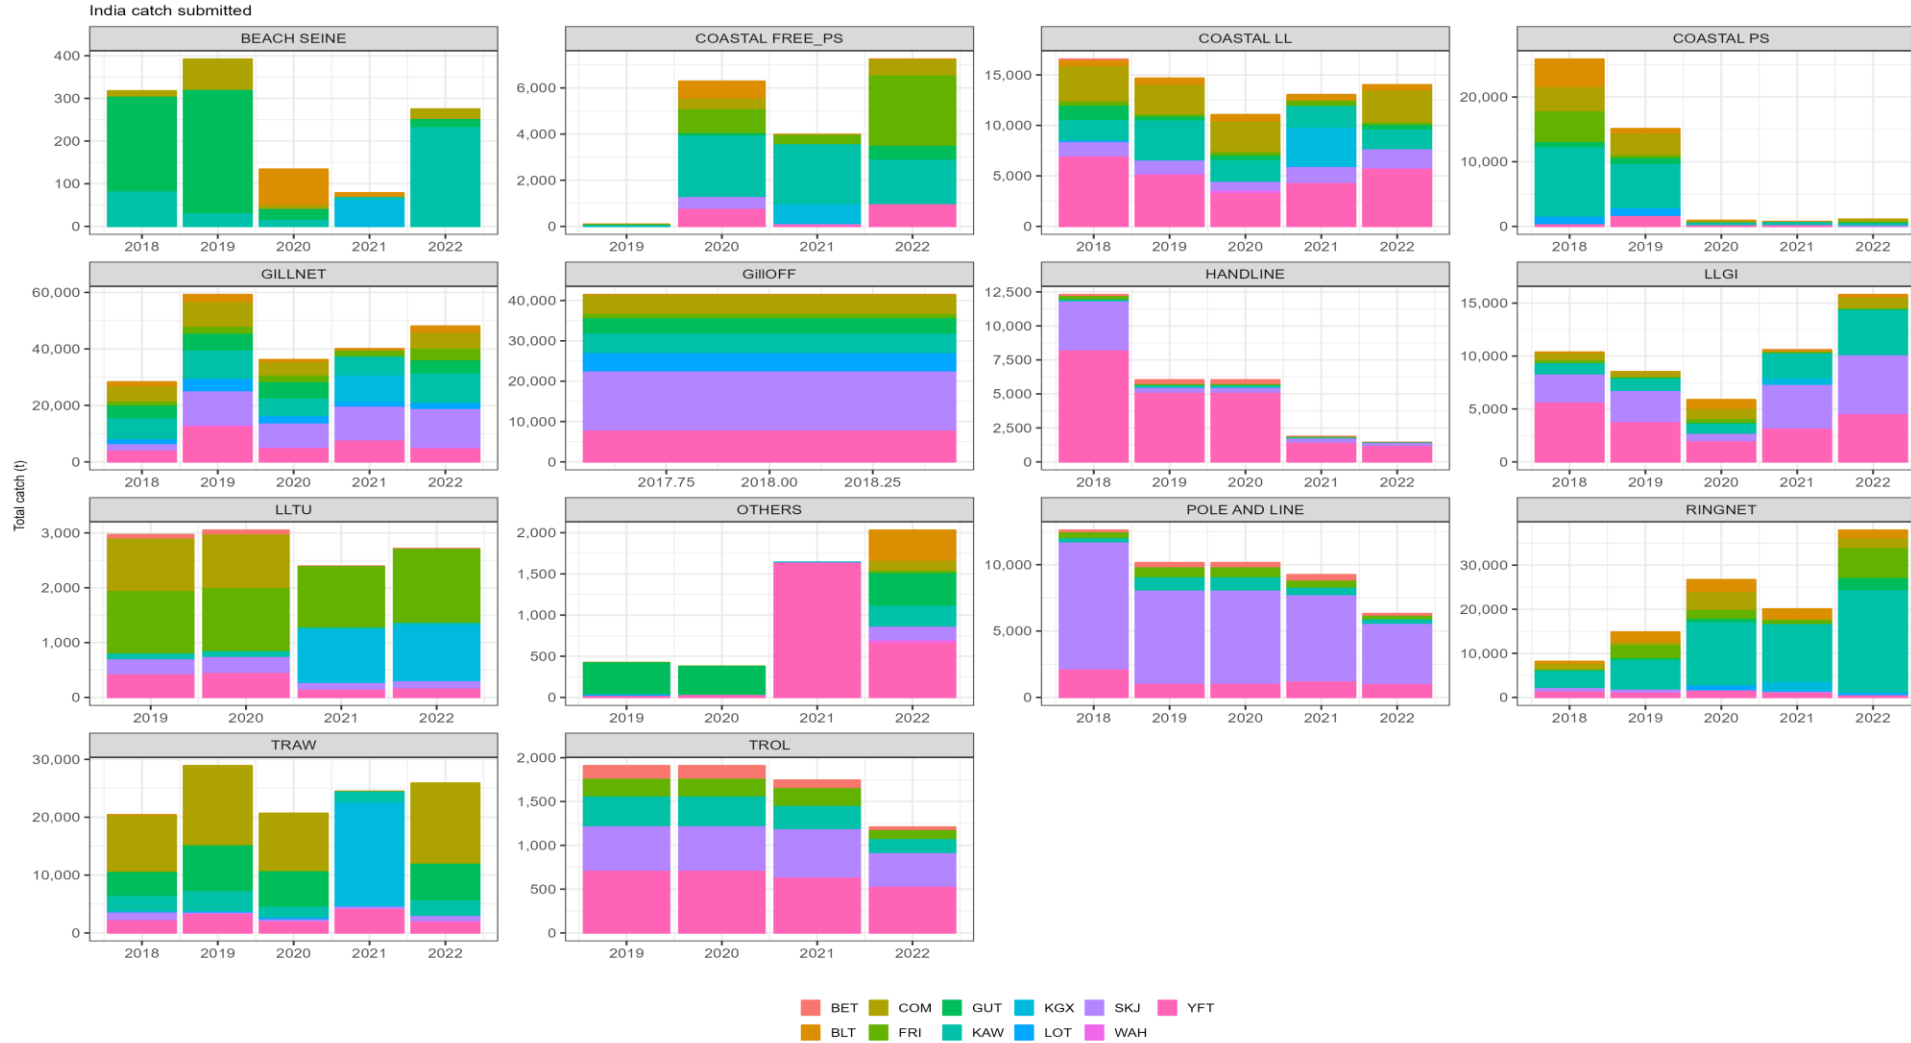 India catch submitted
BEACH SEINE
400
300
200
100
0
2018 2019 2020 2021 2022
COASTAL FREE_PS
6,000
4,000
2,000
0
2019 2020 2021 2022
COASTAL LL
15,000
10,000
5,000
0
2018 2019 2020 2021 2022
COASTAL PS
20,000
10,000
0
2018 2019 2020 2021 2022
GILLNET
60,000
40,000
20,000
0
2018 2019 2020 2021 2022
GillOFF
40,000
30,000
20,000
10,000
0
2017.75 2018.00 2018.25
HANDLINE
12,500
10,000
7,500
5,000
2,500
0
2018 2019 2020 2021 2022
LLGI
15,000
10,000
5,000
0
2018 2019 2020 2021 2022
Total catch (t)
LLTU
3,000
2,000
1,000
0
2019 2020 2021 2022
OTHERS
2,000
1,500
1,000
500
0
2019 2020 2021 2022
POLE AND LINE
10,000
5,000
0
2018 2019 2020 2021 2022
RINGNET
30,000
20,000
10,000
0
2018 2019 2020 2021 2022
TRAW
30,000
20,000
10,000
0
2018 2019 2020 2021 2022
TROL
2,000
1,500
1,000
500
0
2019 2020 2021 2022
BET COM GUT KGX SKJ YFT
BLT FRI KAW LOT WAH